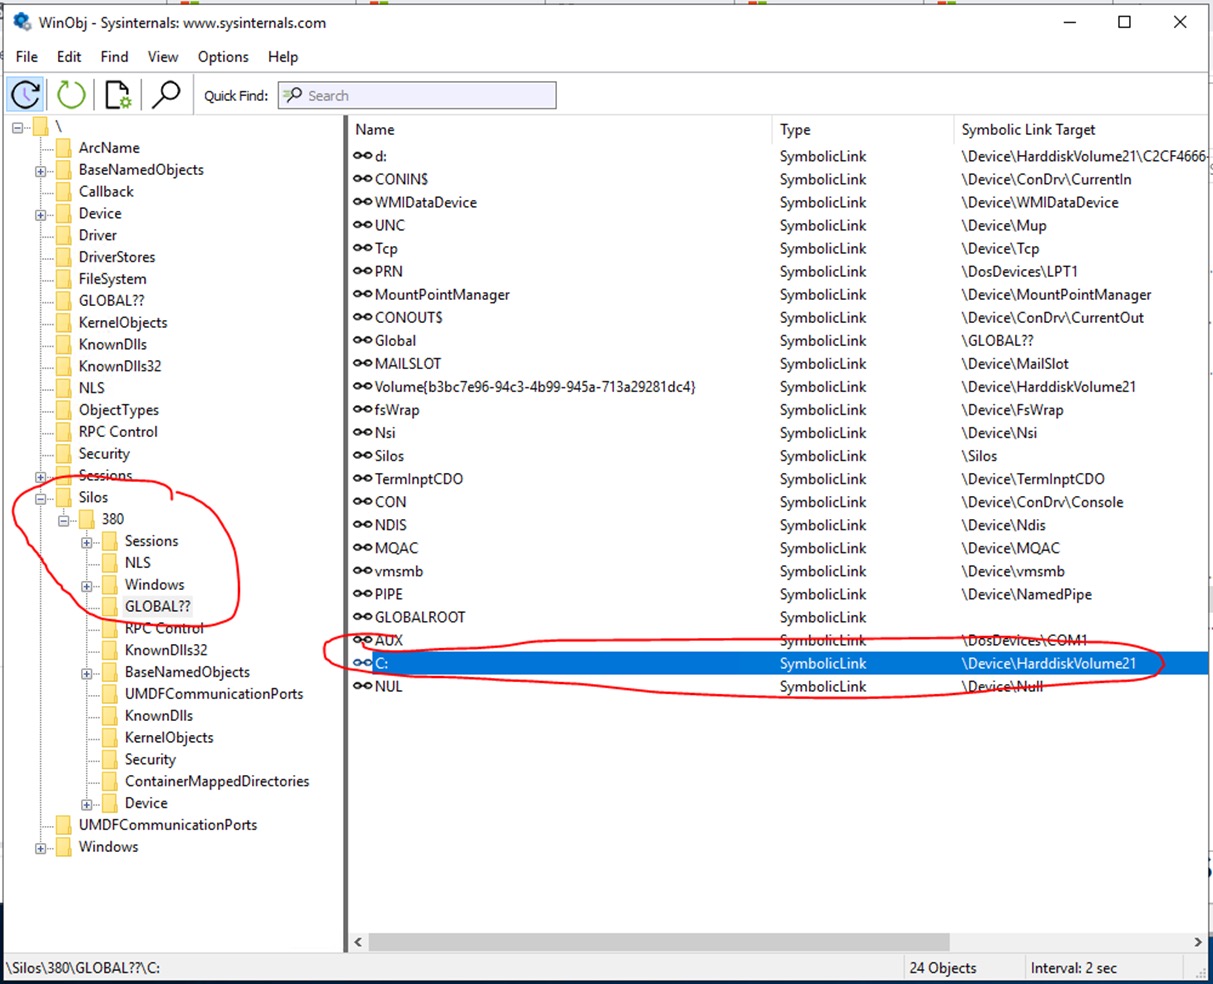 WinObj - Sysinternals: www.sysinternals.com
File Edit Find View Options Help
Quick Find: Search
\
ArcName
BaseNamedObjects
Callback
Device
Driver
DriverStores
FileSystem
GLOBAL??
KernelObjects
KnownDlls
KnownDlls32
NLS
ObjectTypes
RPC Control
Security
Sessions
Silos
380
Sessions
NLS
Windows
GLOBAL??
RPC Control
KnownDlls32
BaseNamedObjects
UMDFCommunicationPorts
KnownDlls
KernelObjects
Security
ContainerMappedDirectories
Device
UMDFCommunicationPorts
Windows
Name Type Symbolic Link Target
d: SymbolicLink \Device\HarddiskVolume21\C2CF4666-
CONIN$ SymbolicLink \Device\ConDrv\CurrentIn
WMIDataDevice SymbolicLink \Device\WMIDataDevice
UNC SymbolicLink \Device\Mup
Tcp SymbolicLink \Device\Tcp
PRN SymbolicLink \DosDevices\LPT1
MountPointManager SymbolicLink \Device\MountPointManager
CONOUT$ SymbolicLink \Device\ConDrv\CurrentOut
Global SymbolicLink \GLOBAL??
MAILSLOT SymbolicLink \Device\MailSlot
Volume{b3bc7e96-94c3-4b99-945a-713a29281dc4} SymbolicLink \Device\HarddiskVolume21
fsWrap SymbolicLink \Device\FsWrap
Nsi SymbolicLink \Device\Nsi
Silos SymbolicLink \Silos
TermInptCDO SymbolicLink \Device\TermInptCDO
CON SymbolicLink \Device\ConDrv\Console
NDIS SymbolicLink \Device\Ndis
MQAC SymbolicLink \Device\MQAC
vmsmb SymbolicLink \Device\vmsmb
PIPE SymbolicLink \Device\NamedPipe
GLOBALROOT SymbolicLink
AUX SymbolicLink \DosDevices\COM1
C: SymbolicLink \Device\HarddiskVolume21
NUL SymbolicLink \Device\Null
\Silos\380\GLOBAL??\C: 24 Objects Interval: 2 sec